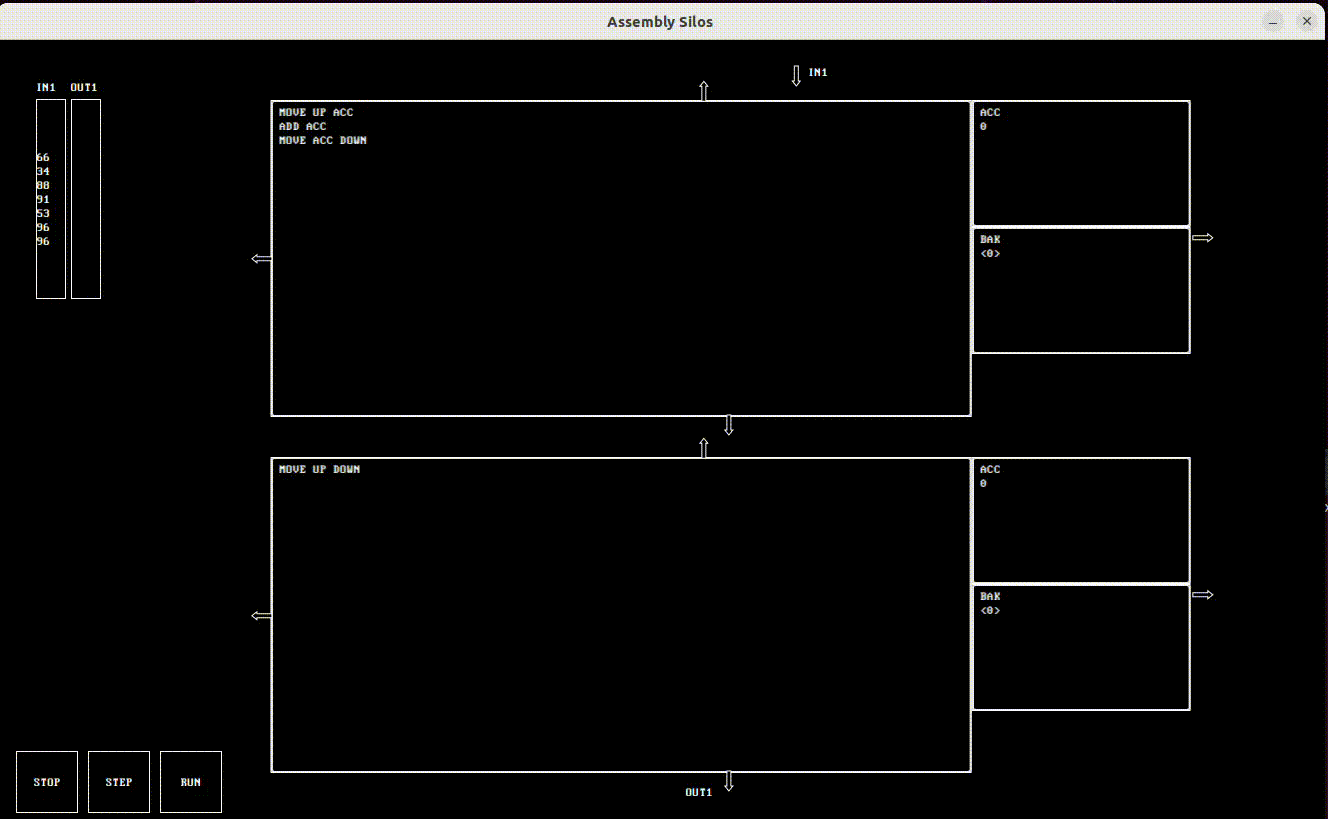 Assembly Silos
IN1
IN1 OUT1
66
34
88
91
53
96
96
MOVE UP ACC
ADD ACC
MOVE ACC DOWN
ACC
0
BAK
<0>
MOVE UP DOWN
ACC
0
BAK
<0>
STOP STEP RUN
OUT1